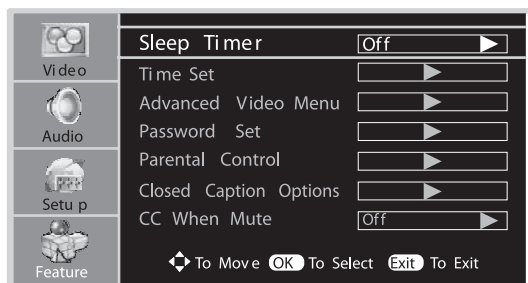 Video
Audio
Setup
Feature
Sleep Timer Off
Time Set
Advanced Video Menu
Password Set
Parental Control
Closed Caption Options
CC When Mute Off
To Move OK To Select Exit To Exit